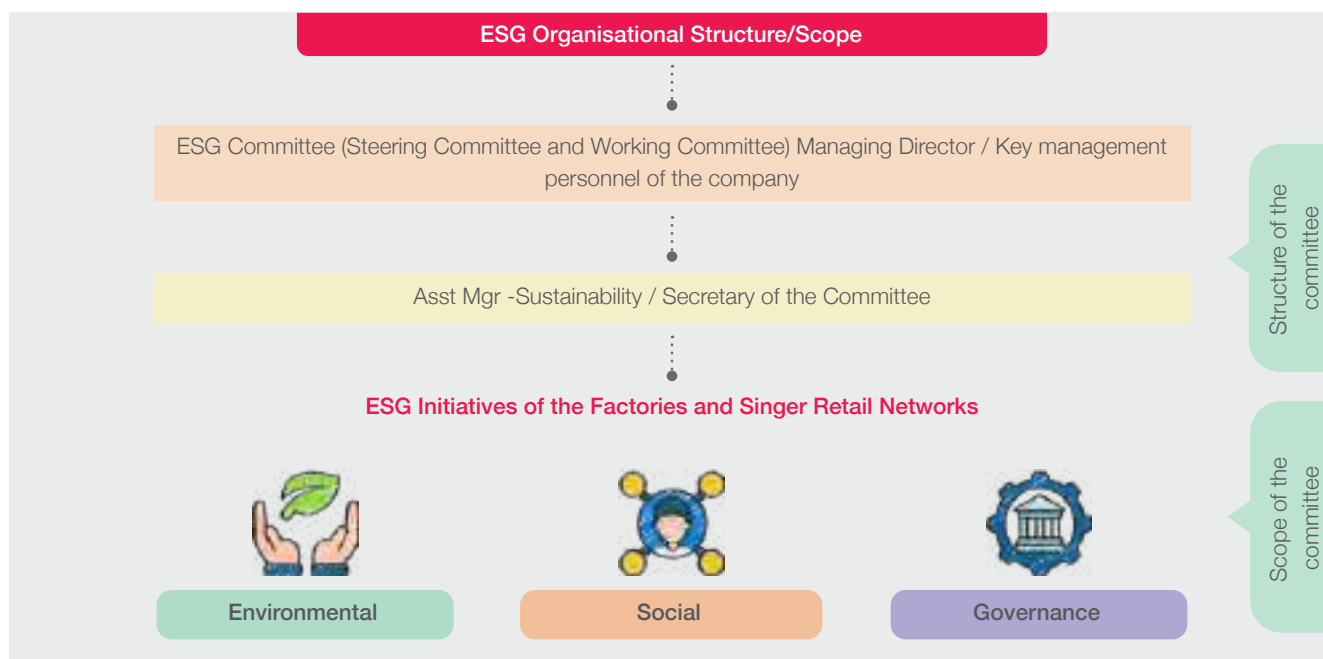 ESG Organisational Structure/Scope
ESG Committee (Steering Committee and Working Committee) Managing Director / Key management
personnel of the company
Structure of the
committee
Asst Mgr -Sustainability / Secretary of the Committee
ESG Initiatives of the Factories and Singer Retail Networks
Scope of the
committee
Environmental
Social
Governance